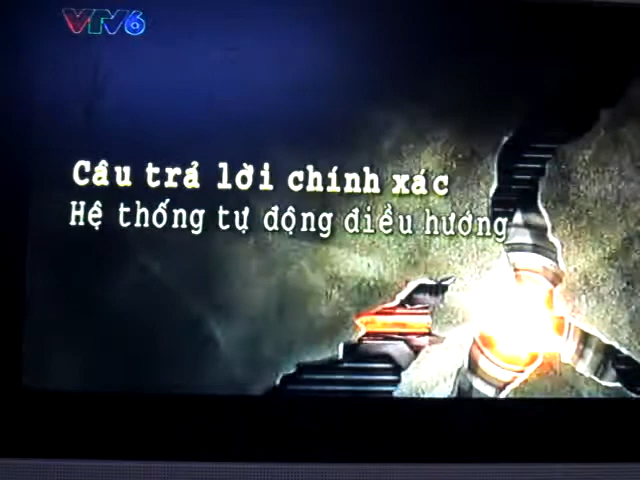 VTV6
Câu trả lời chính xác
Hệ thống tự động điều hướng